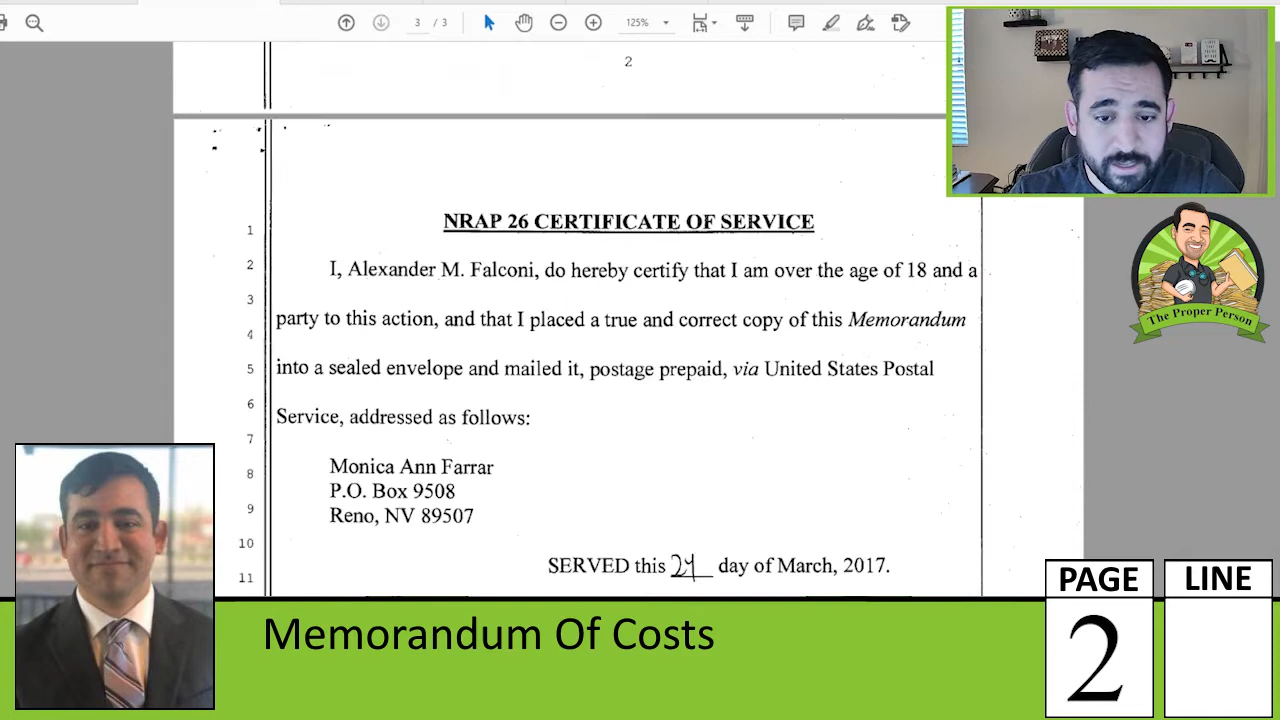 3 / 3
125%
2
NRAP 26 CERTIFICATE OF SERVICE
1
2
3
4
5
6
7
8
9
10
11
I, Alexander M. Falconi, do hereby certify that I am over the age of 18 and a
party to this action, and that I placed a true and correct copy of this Memorandum
into a sealed envelope and mailed it, postage prepaid, via United States Postal
Service, addressed as follows:
Monica Ann Farrar
P.O. Box 9508
Reno, NV 89507
SERVED this day of March, 2017.
The Proper Person
PAGE
2
LINE
Memorandum Of Costs